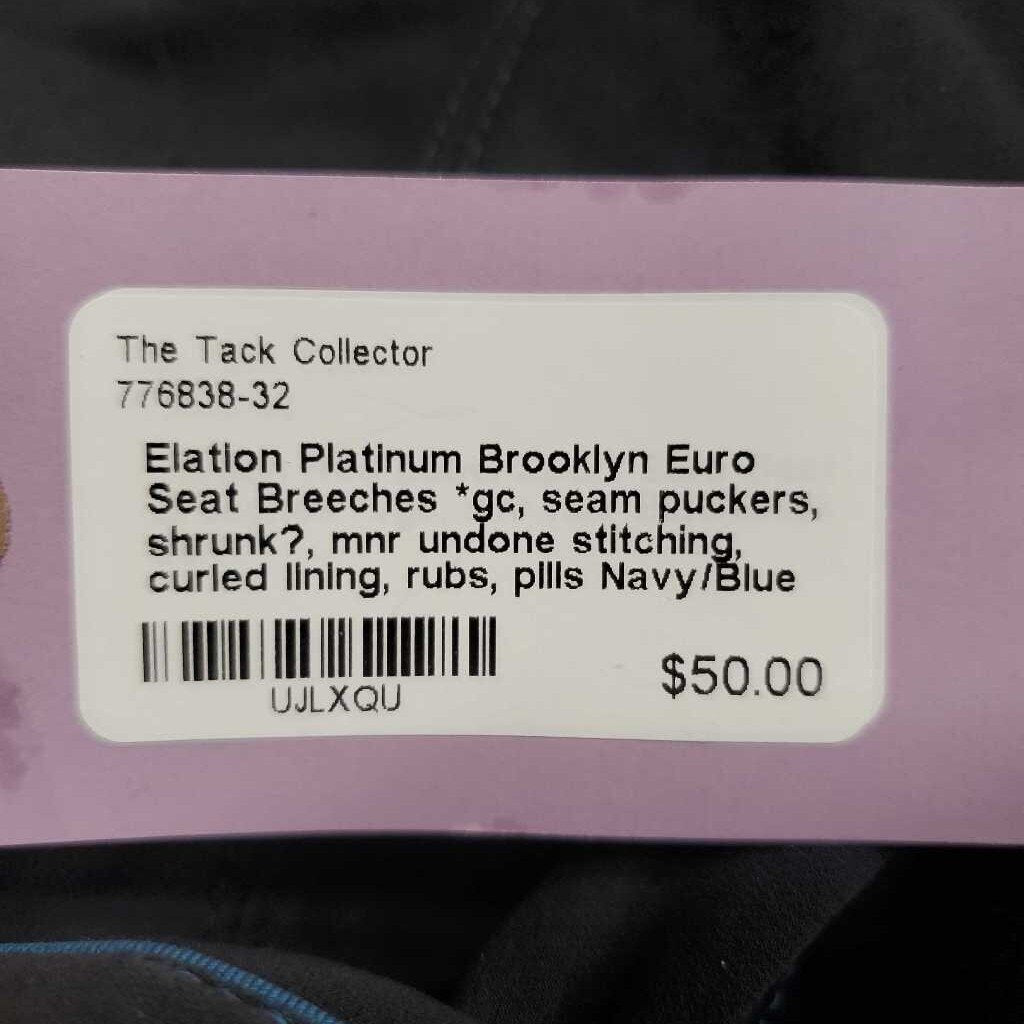 The Tack Collector
776838-32
Elation Platinum Brooklyn Euro
Seat Breeches *gc, seam puckers,
shrunk?, mnr undone stitching,
curled lining, rubs, pills Navy/Blue
UJLXQU
$50.00